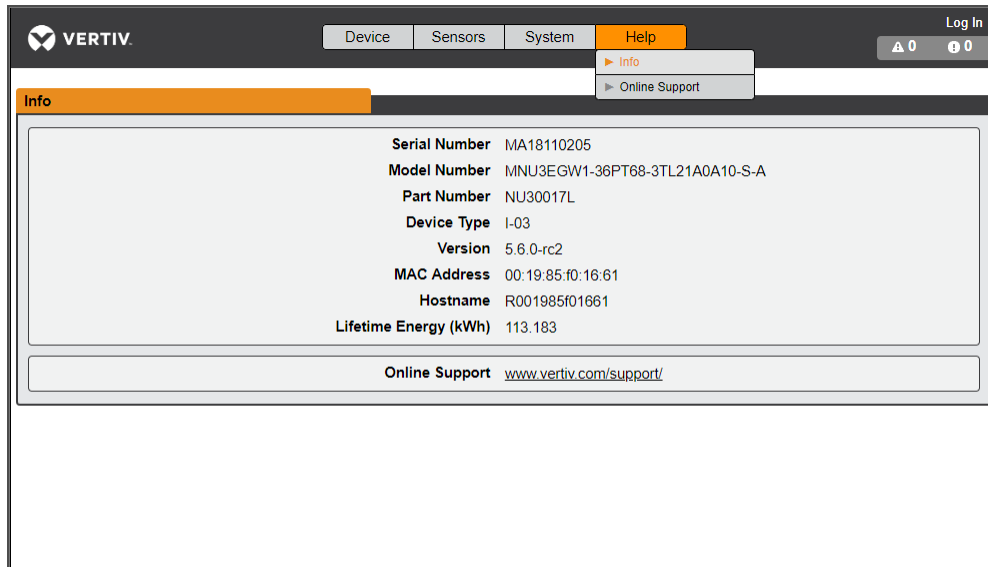 VERTIV.
Device Sensors System Help
Log In
0 0
Info
Online Support
Info
Serial Number MA18110205
Model Number MNU3EGW1-36PT68-3TL21A0A10-S-A
Part Number NU30017L
Device Type I-03
Version 5.6.0-rc2
MAC Address 00:19:85:f0:16:61
Hostname R001985f01661
Lifetime Energy (kWh) 113.183
Online Support www.vertiv.com/support/